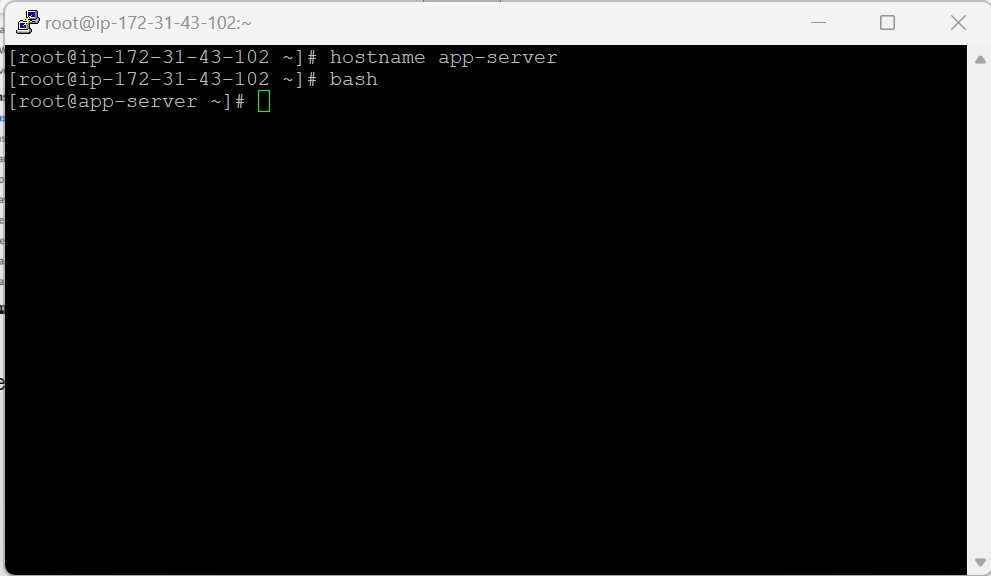 root@ip-172-31-43-102:~
[root@ip-172-31-43-102 ~]# hostname app-server
[root@ip-172-31-43-102 ~]# bash
[root@app-server ~]#